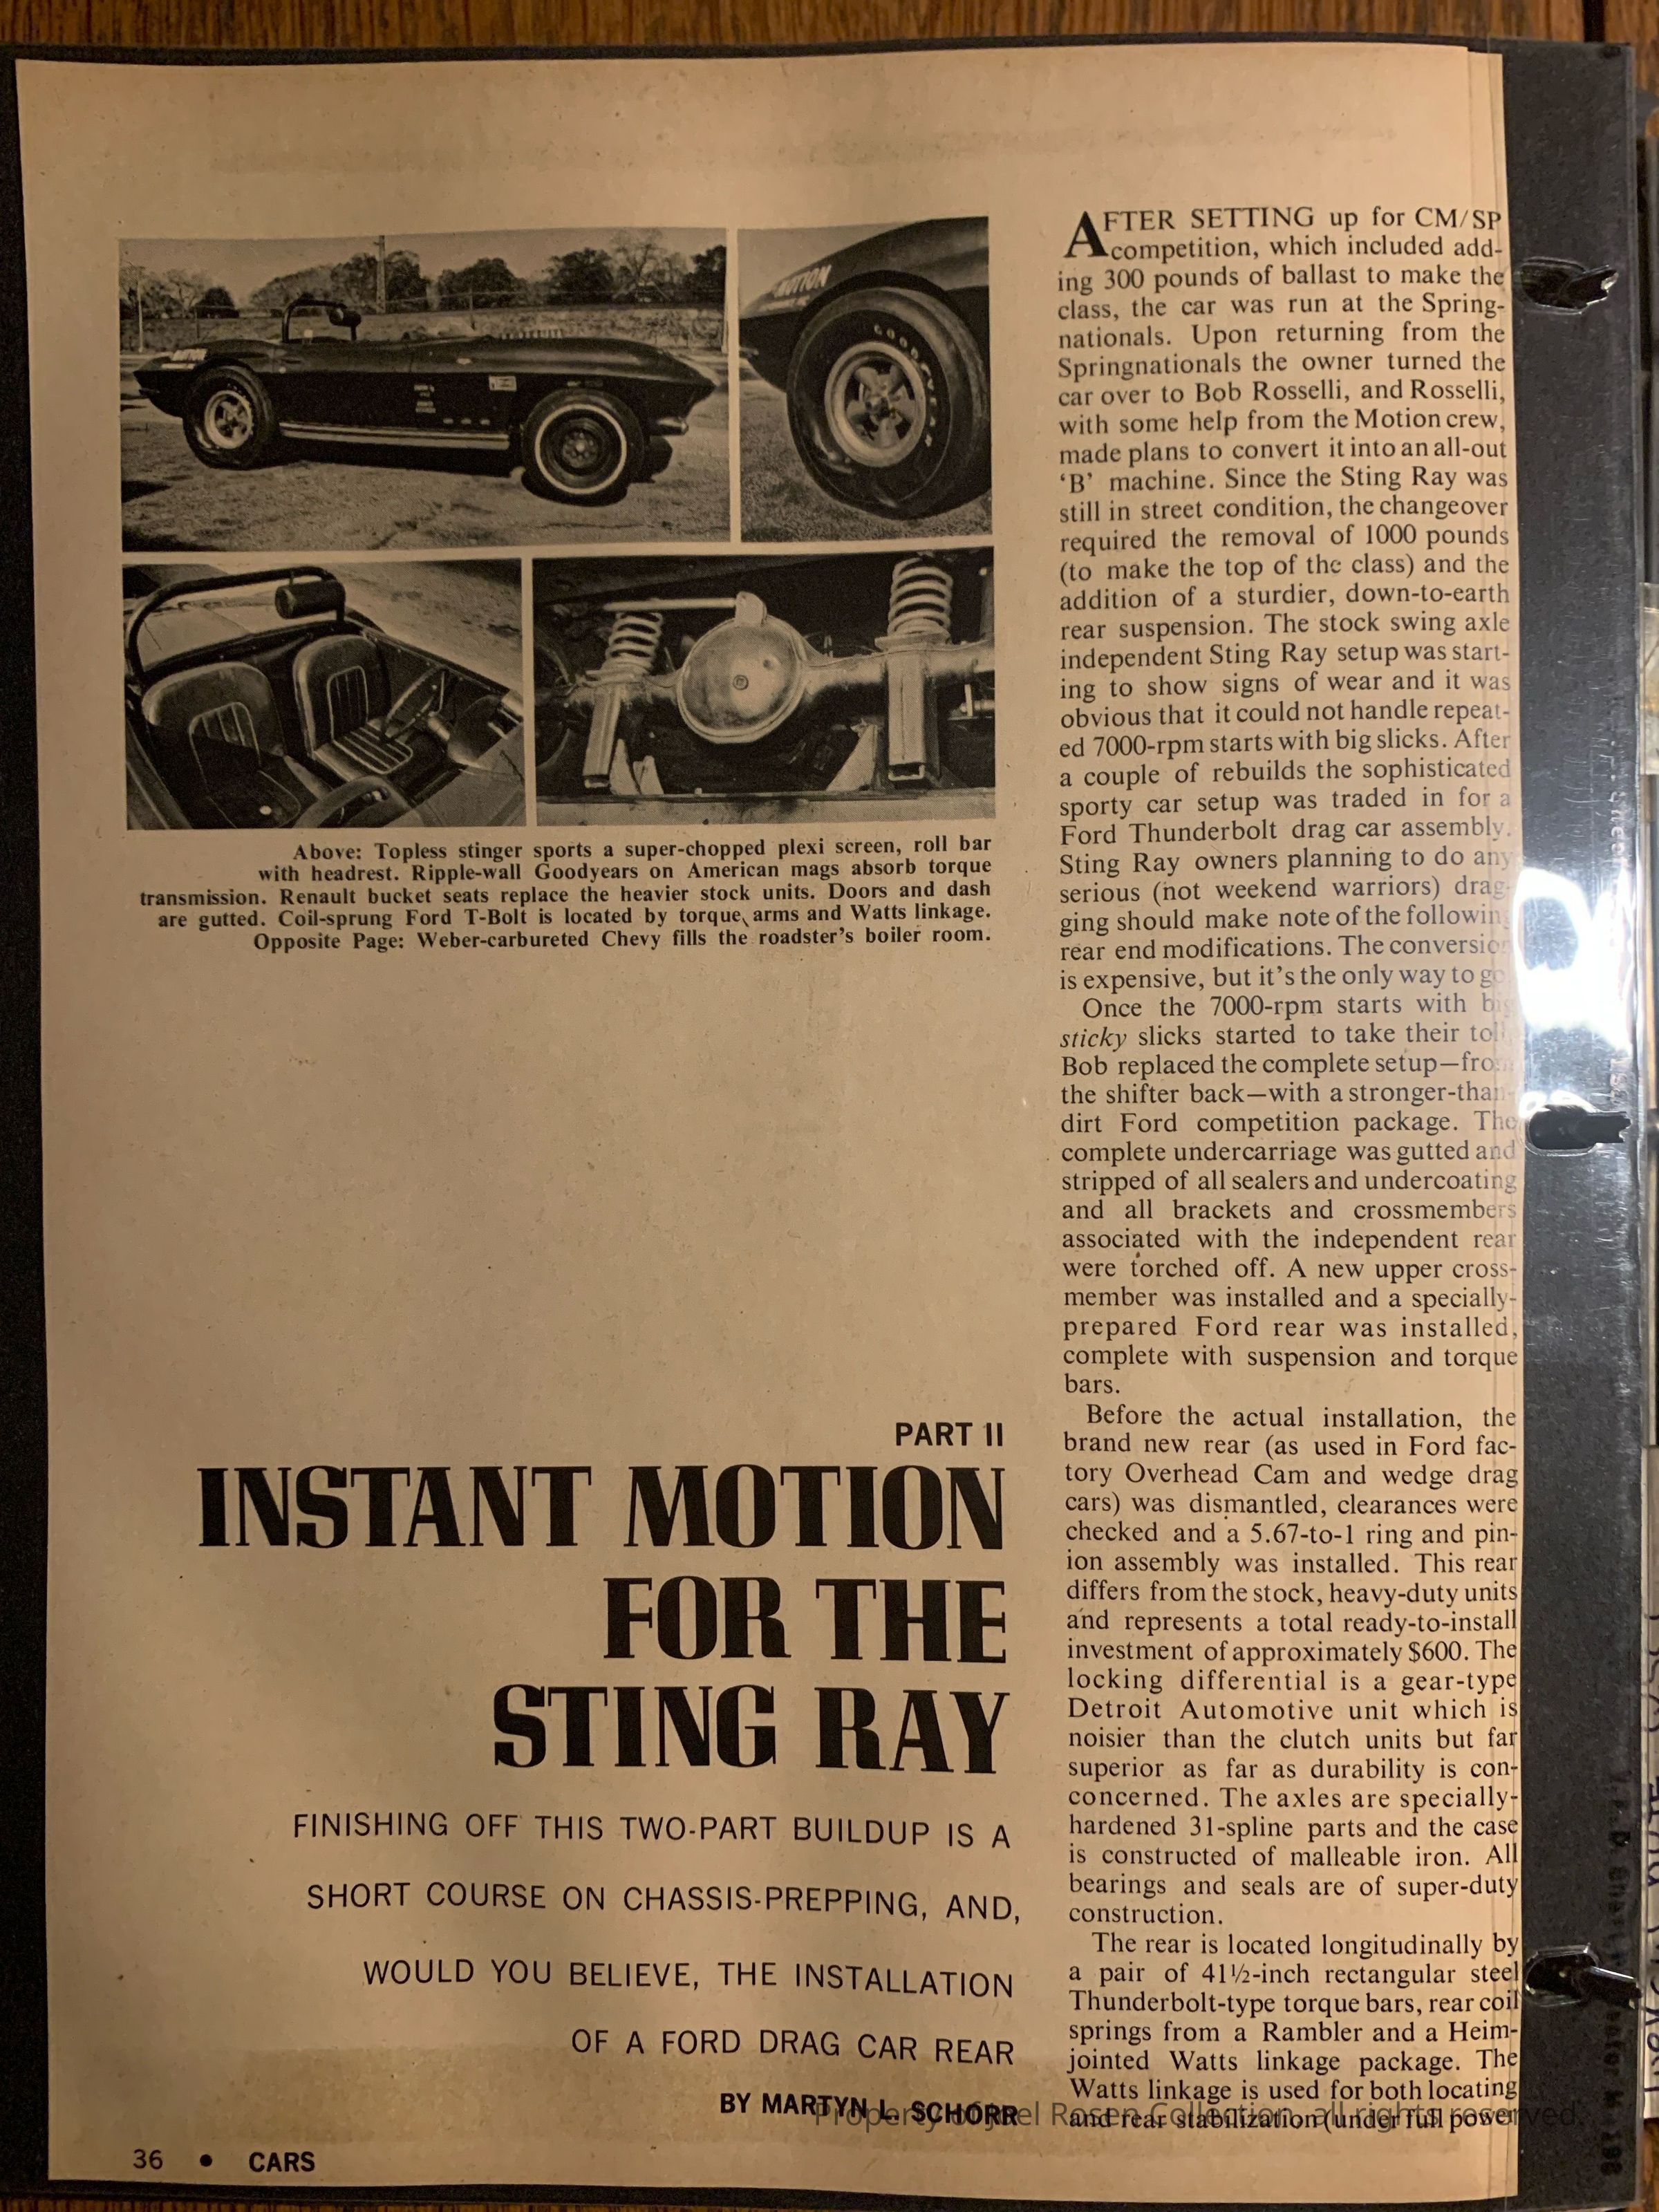 MOTION
GOODYEAR
Above: Topless stinger sports a super-chopped plexi screen, roll bar
with headrest. Ripple-wall Goodyears on American mags absorb torque
transmission. Renault bucket seats replace the heavier stock units. Doors and dash
are gutted. Coil-sprung Ford T-Bolt is located by torque arms and Watts linkage.
Opposite Page: Weber-carbureted Chevy fills the roadster's boiler room.
PART II
INSTANT MOTION
FOR THE
STING RAY
FINISHING OFF THIS TWO-PART BUILDUP IS A
SHORT COURSE ON CHASSIS-PREPPING, AND,
WOULD YOU BELIEVE, THE INSTALLATION
OF A FORD DRAG CAR REAR
BY MARTYN L. SCHORR
AFTER SETTING up for CM/SP
competition, which included add-
ing 300 pounds of ballast to make the
class, the car was run at the Spring-
nationals. Upon returning from the
Springnationals the owner turned the
car over to Bob Rosselli, and Rosselli,
with some help from the Motion crew,
made plans to convert it into an all-out
'B' machine. Since the Sting Ray was
still in street condition, the changeover
required the removal of 1000 pounds
(to make the top of the class) and the
addition of a sturdier, down-to-earth
rear suspension. The stock swing axle
independent Sting Ray setup was start-
ing to show signs of wear and it was
obvious that it could not handle repeat-
ed 7000-rpm starts with big slicks. After
a couple of rebuilds the sophisticated
sporty car setup was traded in for a
Ford Thunderbolt drag car assembly.
Sting Ray owners planning to do any
serious (not weekend warriors) drag-
ging should make note of the following
rear end modifications. The conversion
is expensive, but it's the only way to go
Once the 7000-rpm starts with big
sticky slicks started to take their toll
Bob replaced the complete setup—from
the shifter back—with a stronger-than-
dirt Ford competition package. The
complete undercarriage was gutted and
stripped of all sealers and undercoating
and all brackets and crossmembers
associated with the independent rear
were torched off. A new upper cross-
member was installed and a specially-
prepared Ford rear was installed,
complete with suspension and torque
bars.
Before the actual installation, the
brand new rear (as used in Ford fac-
tory Overhead Cam and wedge drag
cars) was dismantled, clearances were
checked and a 5.67-to-1 ring and pin-
ion assembly was installed. This rear
differs from the stock, heavy-duty units
and represents a total ready-to-install
investment of approximately $600. The
locking differential is a gear-type
Detroit Automotive unit which is
noisier than the clutch units but far
superior as far as durability is con-
concerned. The axles are specially-
hardened 31-spline parts and the case
is constructed of malleable iron. All
bearings and seals are of super-duty
construction.
The rear is located longitudinally by
a pair of 41½-inch rectangular steel
Thunderbolt-type torque bars, rear coil
springs from a Rambler and a Heim-
jointed Watts linkage package. The
Watts linkage is used for both locating
and rear stabilization (under full power
Property of Joel Rosen Collection, all rights reserved.
36 • CARS